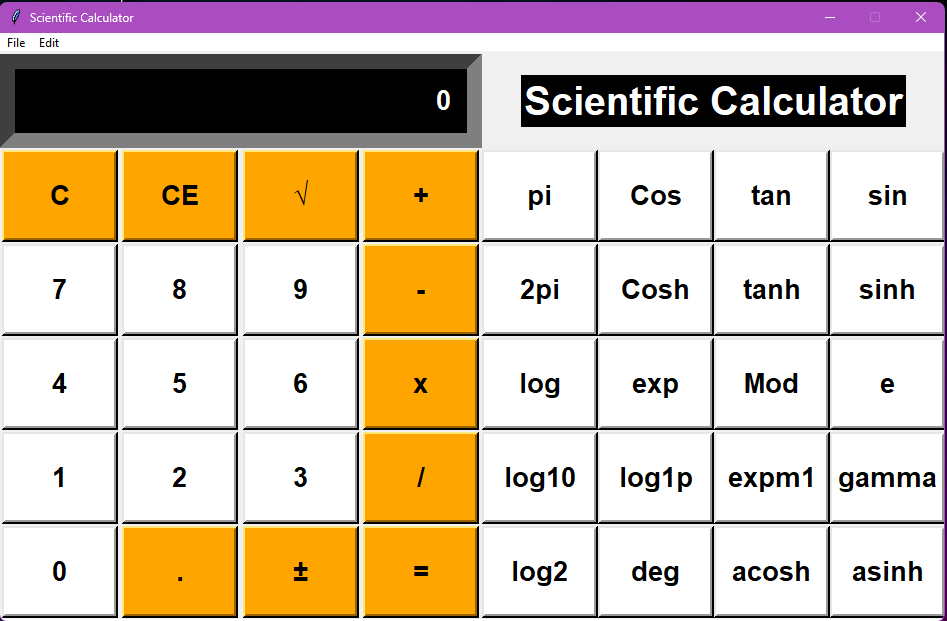 Scientific Calculator
File Edit
0
Scientific Calculator
C CE √ + pi Cos tan sin
7 8 9 - 2pi Cosh tanh sinh
4 5 6 x log exp Mod e
1 2 3 / log10 log1p expm1 gamma
0 . ± = log2 deg acosh asinh